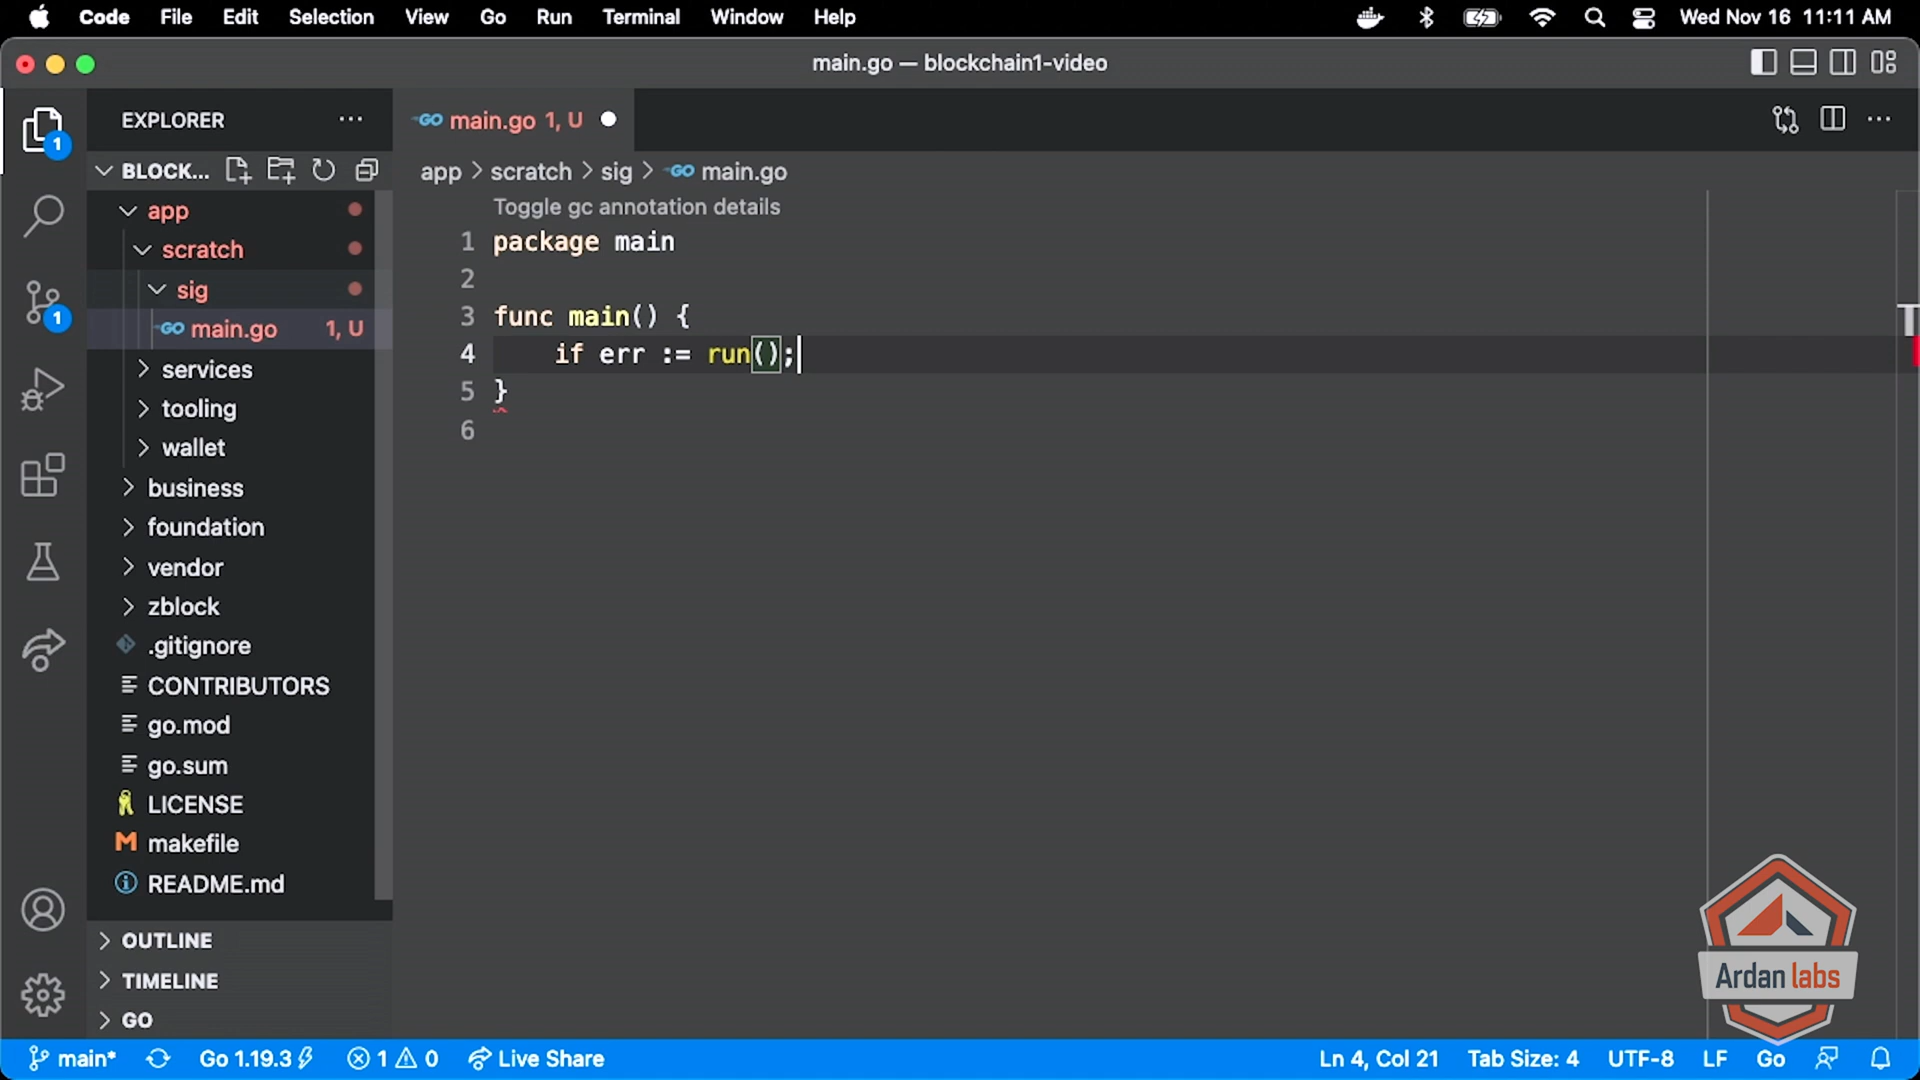 Code File Edit Selection View Go Run Terminal Window Help Wed Nov 16 11:11 AM
main.go — blockchain1-video
1
EXPLORER
main.go 1, U
BLOCK...
app > scratch > sig > main.go
app
scratch
sig
main.go 1, U
services
tooling
wallet
business
foundation
vendor
zblock
.gitignore
CONTRIBUTORS
go.mod
go.sum
LICENSE
makefile
README.md
OUTLINE
TIMELINE
GO
1
Toggle gc annotation details
1 package main
2
3 func main() {
4 if err := run();
5 }
6
Ardan labs
main* Go 1.19.3 1 0 Live Share Ln 4, Col 21 Tab Size: 4 UTF-8 LF Go